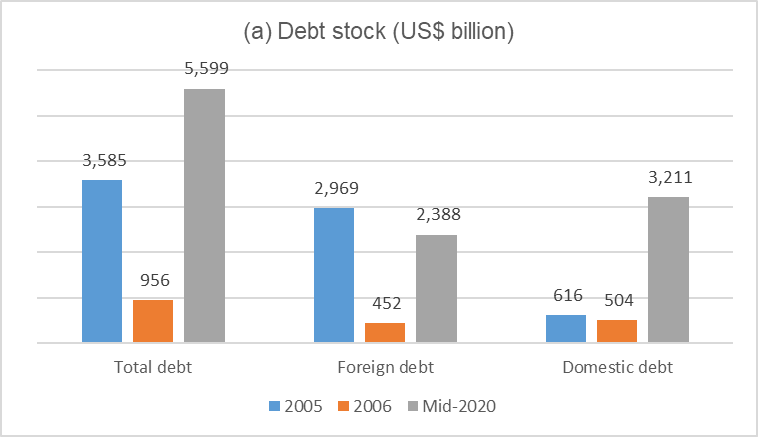 (a) Debt stock (US$ billion)
5,599
3,585
956
2,969
452
2,388
616
504
3,211
Total debt
Foreign debt
Domestic debt
2005
2006
Mid-2020